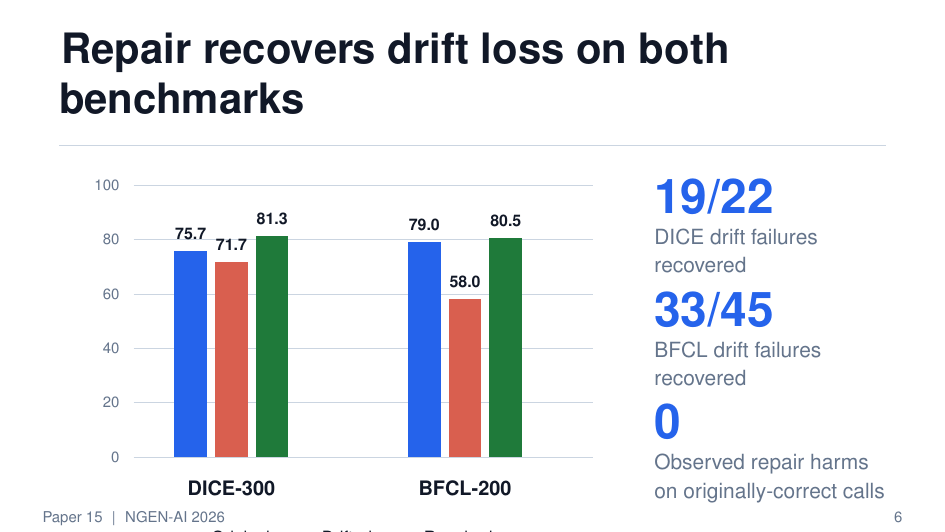 Repair recovers drift loss on both
benchmarks
100
80
60
40
20
0
75.7
71.7
81.3
79.0
58.0
80.5
DICE-300
BFCL-200
19/22
DICE drift failures
recovered
33/45
BFCL drift failures
recovered
0
Observed repair harms
on originally-correct calls
Paper 15 | NGEN-AI 2026
6